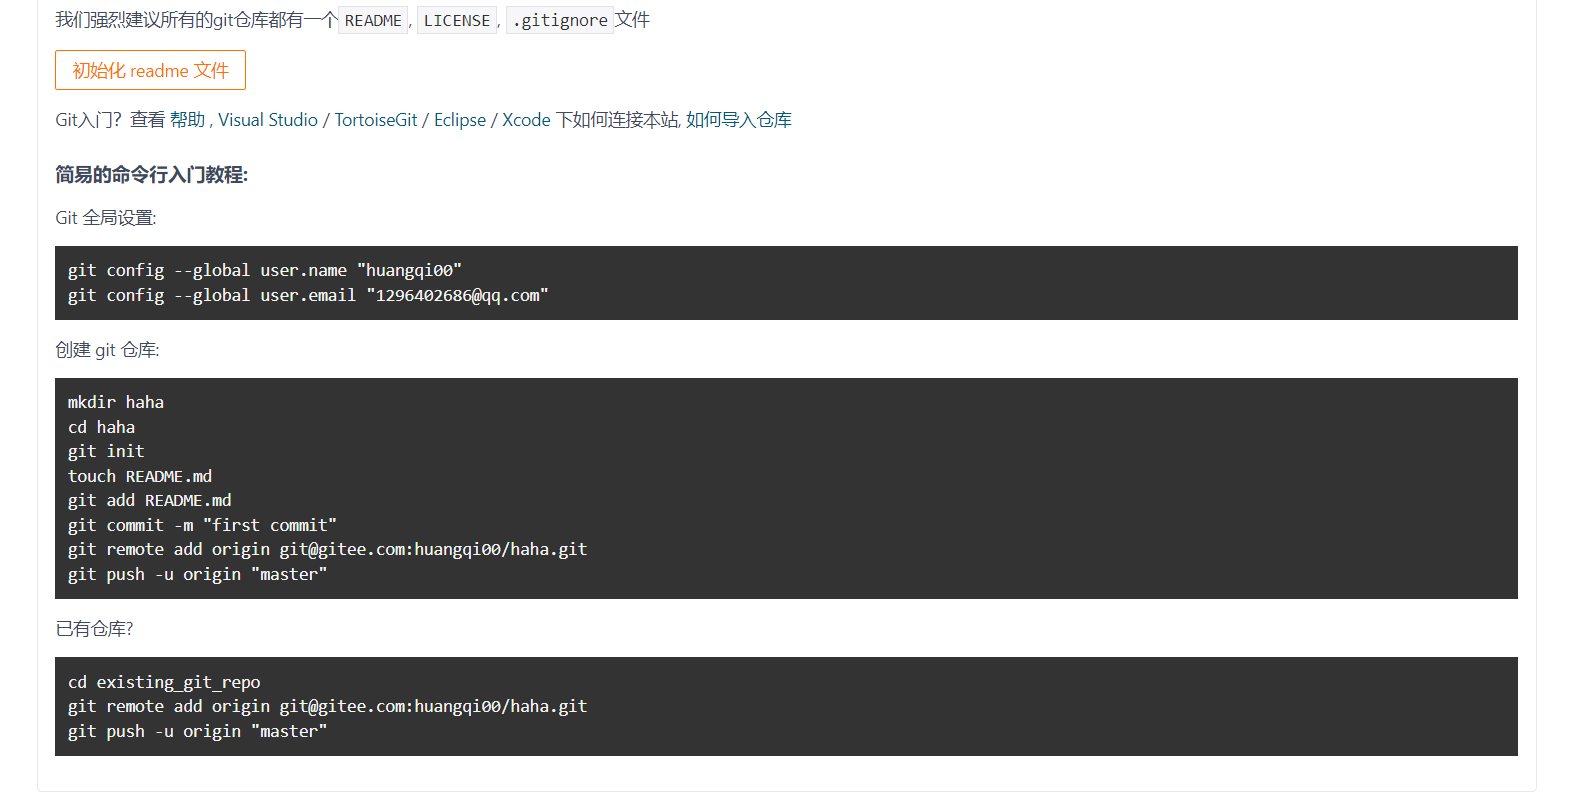 我们强烈建议所有的git仓库都有一个 README, LICENSE, .gitignore 文件
初始化 readme 文件
Git入门？查看 帮助 , Visual Studio / TortoiseGit / Eclipse / Xcode 下如何连接本站, 如何导入仓库
简易的命令行入门教程:
Git 全局设置:
git config --global user.name "huangqi00"
git config --global user.email "1296402686@qq.com"
创建 git 仓库:
mkdir haha
cd haha
git init
touch README.md
git add README.md
git commit -m "first commit"
git remote add origin git@gitee.com:huangqi00/haha.git
git push -u origin "master"
已有仓库?
cd existing_git_repo
git remote add origin git@gitee.com:huangqi00/haha.git
git push -u origin "master"